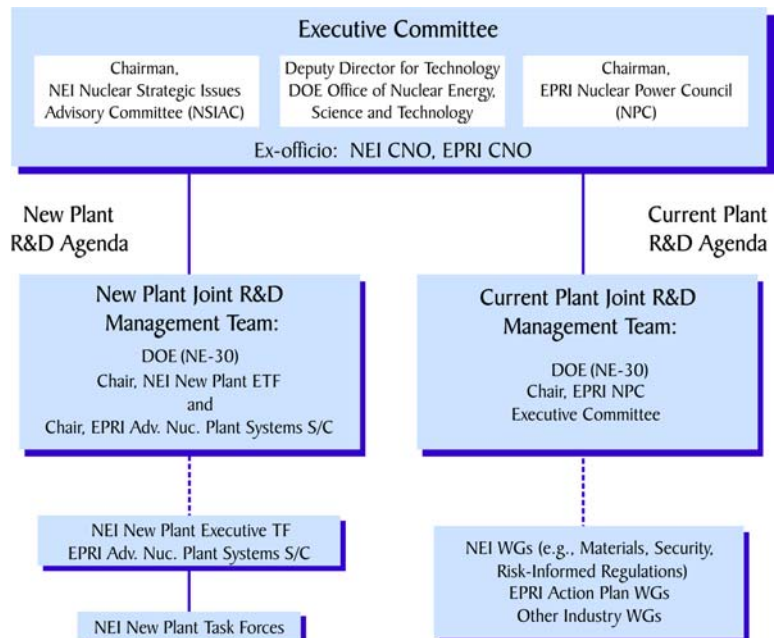 Executive Committee
Chairman,
NEI Nuclear Strategic Issues
Advisory Committee (NSIAC)
Deputy Director for Technology
DOE Office of Nuclear Energy,
Science and Technology
Chairman,
EPRI Nuclear Power Council
(NPC)
Ex-officio: NEI CNO, EPRI CNO
New Plant
R&D Agenda
Current Plant
R&D Agenda
New Plant Joint R&D
Management Team:
DOE (NE-30)
Chair, NEI New Plant ETF
and
Chair, EPRI Adv. Nuc. Plant Systems S/C
Current Plant Joint R&D
Management Team:
DOE (NE-30)
Chair, EPRI NPC
Executive Committee
NEI New Plant Executive TF
EPRI Adv. Nuc. Plant Systems S/C
NEI New Plant Task Forces
NEI WGs (e.g., Materials, Security,
Risk-Informed Regulations)
EPRI Action Plan WGs
Other Industry WGs